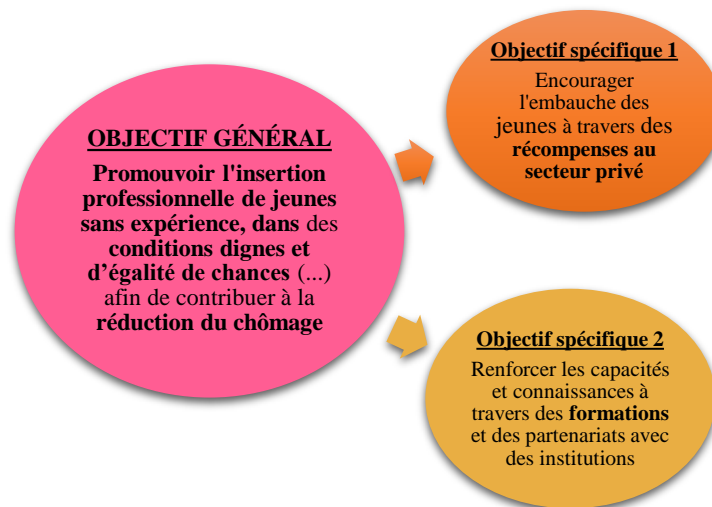 OBJECTIF GÉNÉRAL
Promouvoir l'insertion
professionnelle de jeunes
sans expérience, dans des
conditions dignes et
d’égalité de chances (...)
afin de contribuer à la
réduction du chômage
Objectif spécifique 1
Encourager
l'embauche des
jeunes à travers des
récompenses au
secteur privé
Objectif spécifique 2
Renforcer les capacités
et connaissances à
travers des formations
et des partenariats avec
des institutions